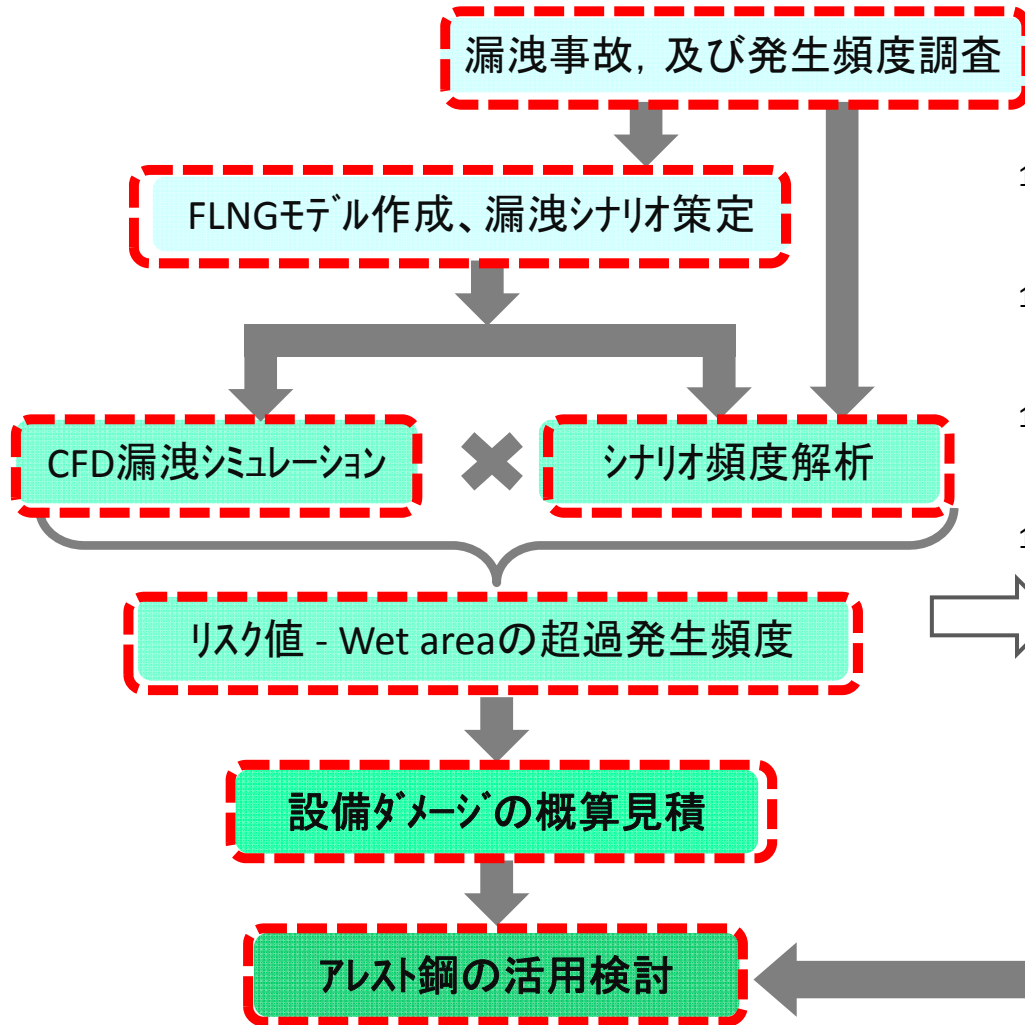 漏洩事故, 及び発生頻度調査
FLNGモデル作成、漏洩シナリオ策定
CFD漏洩シミュレーション
シナリオ頻度解析
リスク値 - Wet areaの超過発生頻度
設備ダメージの概算見積
アレスト鋼の活用検討
1
1
1
1